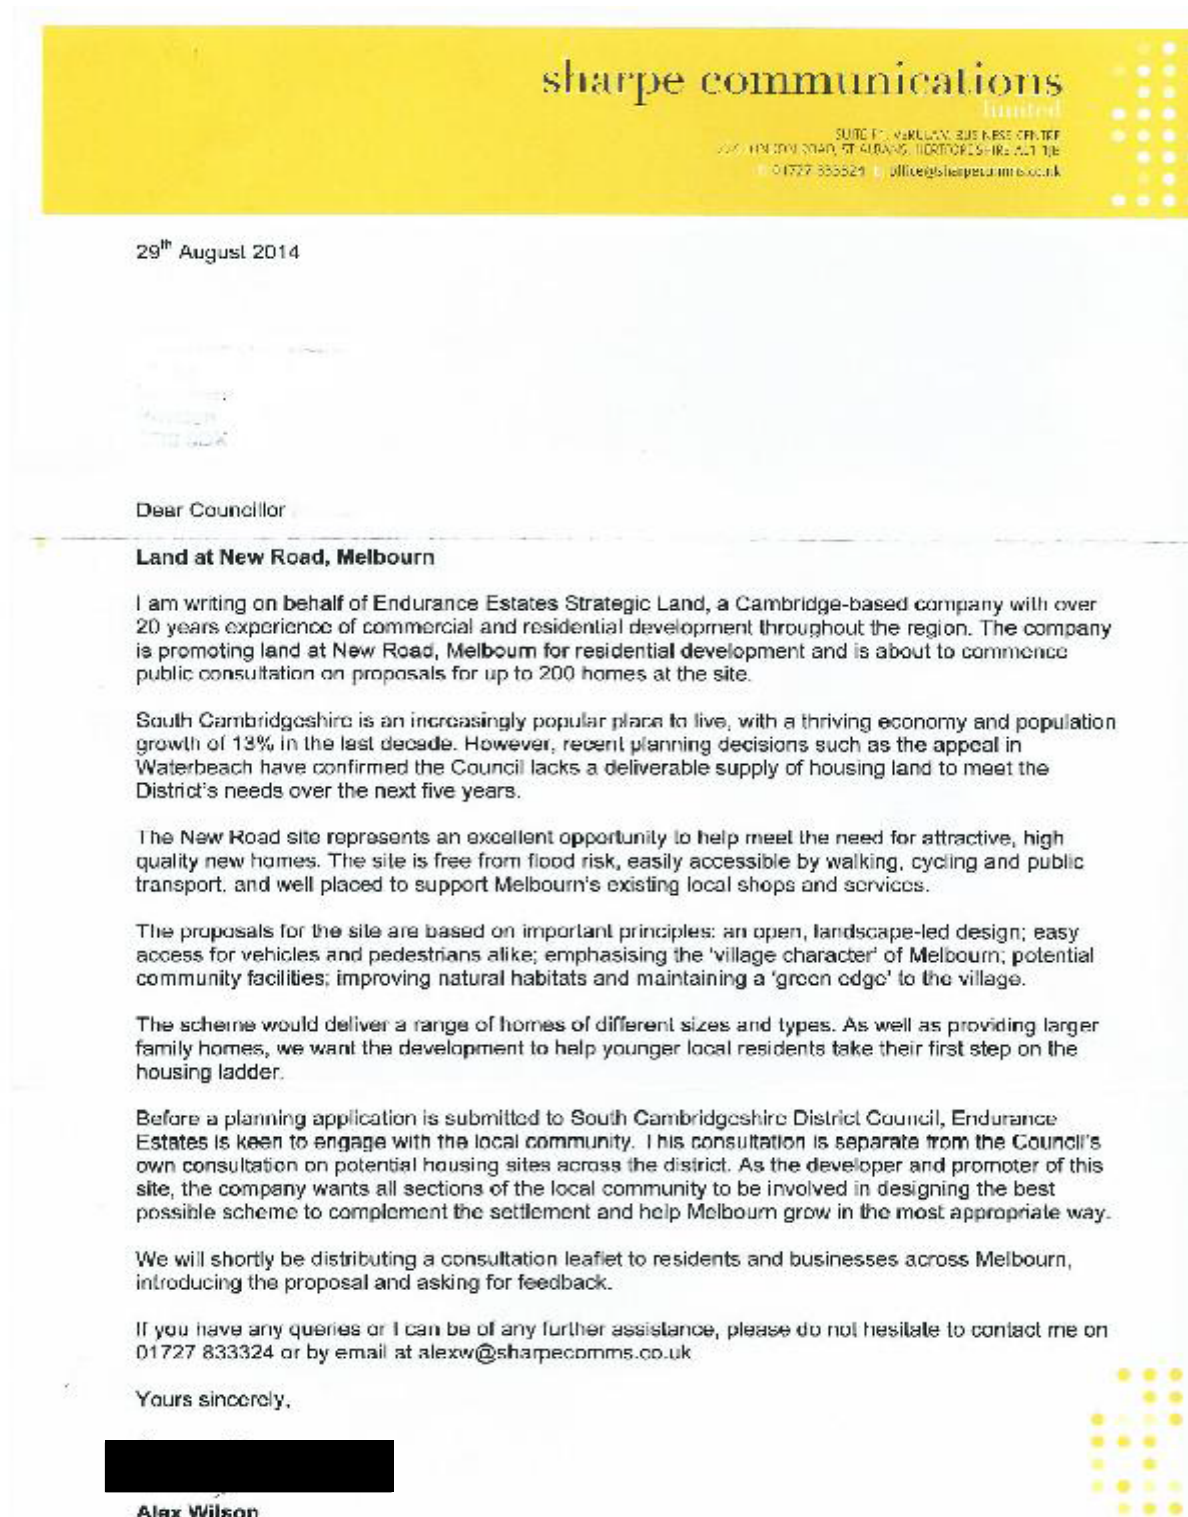 sharpe communications
limited
SUITE F1, VERULAM BUSINESS CENTRE
LONDON ROAD, ST ALBANS, HERTFORDSHIRE AL1 1JB
01727 833324 office@sharpecomms.co.uk
29th August 2014
Dear Councillor
Land at New Road, Melbourn
I am writing on behalf of Endurance Estates Strategic Land, a Cambridge-based company with over
20 years experience of commercial and residential development throughout the region. The company
is promoting land at New Road, Melbourn for residential development and is about to commence
public consultation on proposals for up to 200 homes at the site.
South Cambridgeshire is an increasingly popular place to live, with a thriving economy and population
growth of 13% in the last decade. However, recent planning decisions such as the appeal in
Waterbeach have confirmed the Council lacks a deliverable supply of housing land to meet the
District's needs over the next five years.
The New Road site represents an excellent opportunity to help meet the need for attractive, high
quality new homes. The site is free from flood risk, easily accessible by walking, cycling and public
transport, and well placed to support Melbourn's existing local shops and services.
The proposals for the site are based on important principles: an open, landscape-led design; easy
access for vehicles and pedestrians alike; emphasising the 'village character' of Melbourn; potential
community facilities; improving natural habitats and maintaining a 'green edge' to the village.
The scheme would deliver a range of homes of different sizes and types. As well as providing larger
family homes, we want the development to help younger local residents take their first step on the
housing ladder.
Before a planning application is submitted to South Cambridgeshire District Council, Endurance
Estates is keen to engage with the local community. This consultation is separate from the Council's
own consultation on potential housing sites across the district. As the developer and promoter of this
site, the company wants all sections of the local community to be involved in designing the best
possible scheme to complement the settlement and help Melbourn grow in the most appropriate way.
We will shortly be distributing a consultation leaflet to residents and businesses across Melbourn,
introducing the proposal and asking for feedback.
If you have any queries or I can be of any further assistance, please do not hesitate to contact me on
01727 833324 or by email at alexw@sharpecomms.co.uk
Yours sincerely,
Alex Wilson